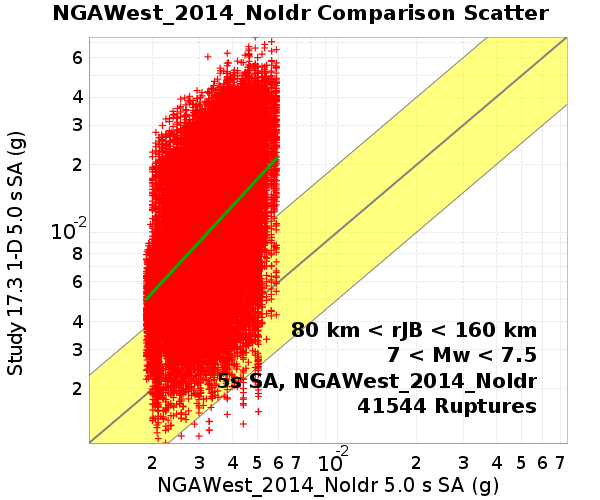 NGAWest_2014_NoIdr Comparison Scatter
Study 17.3 1-D 5.0 s SA (g)
6
4
3
2
10-2
8
6
4
3
2
80 km < rJB < 160 km
7 < Mw < 7.5
5s SA, NGAWest_2014_NoIdr
41544 Ruptures
2 3 4 5 6 7 10-2 2 3 4 5 6 7
NGAWest_2014_NoIdr 5.0 s SA (g)